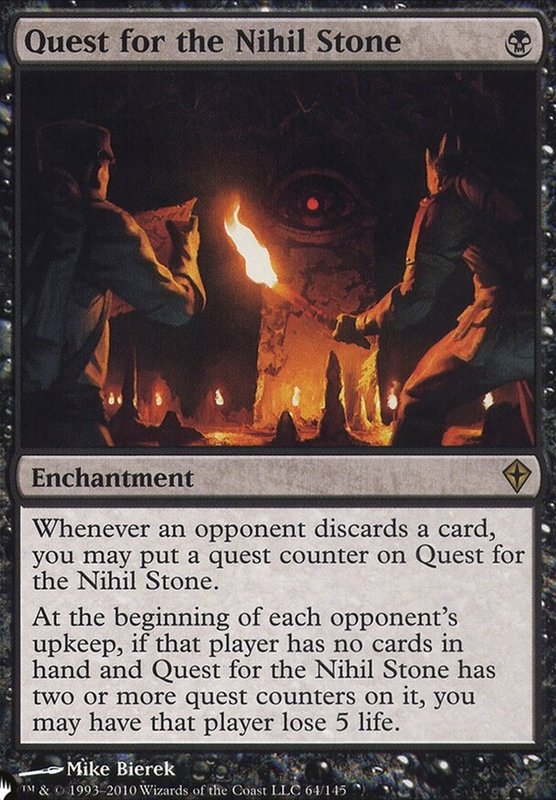 Quest for the Nihil Stone
Enchantment
Whenever an opponent discards a card,
you may put a quest counter on Quest for
the Nihil Stone.
At the beginning of each opponent's
upkeep, if that player has no cards in
hand and Quest for the Nihil Stone has
two or more quest counters on it, you
may have that player lose 5 life.
Mike Bierek
™ & © 1993–2010 Wizards of the Coast LLC 64/145